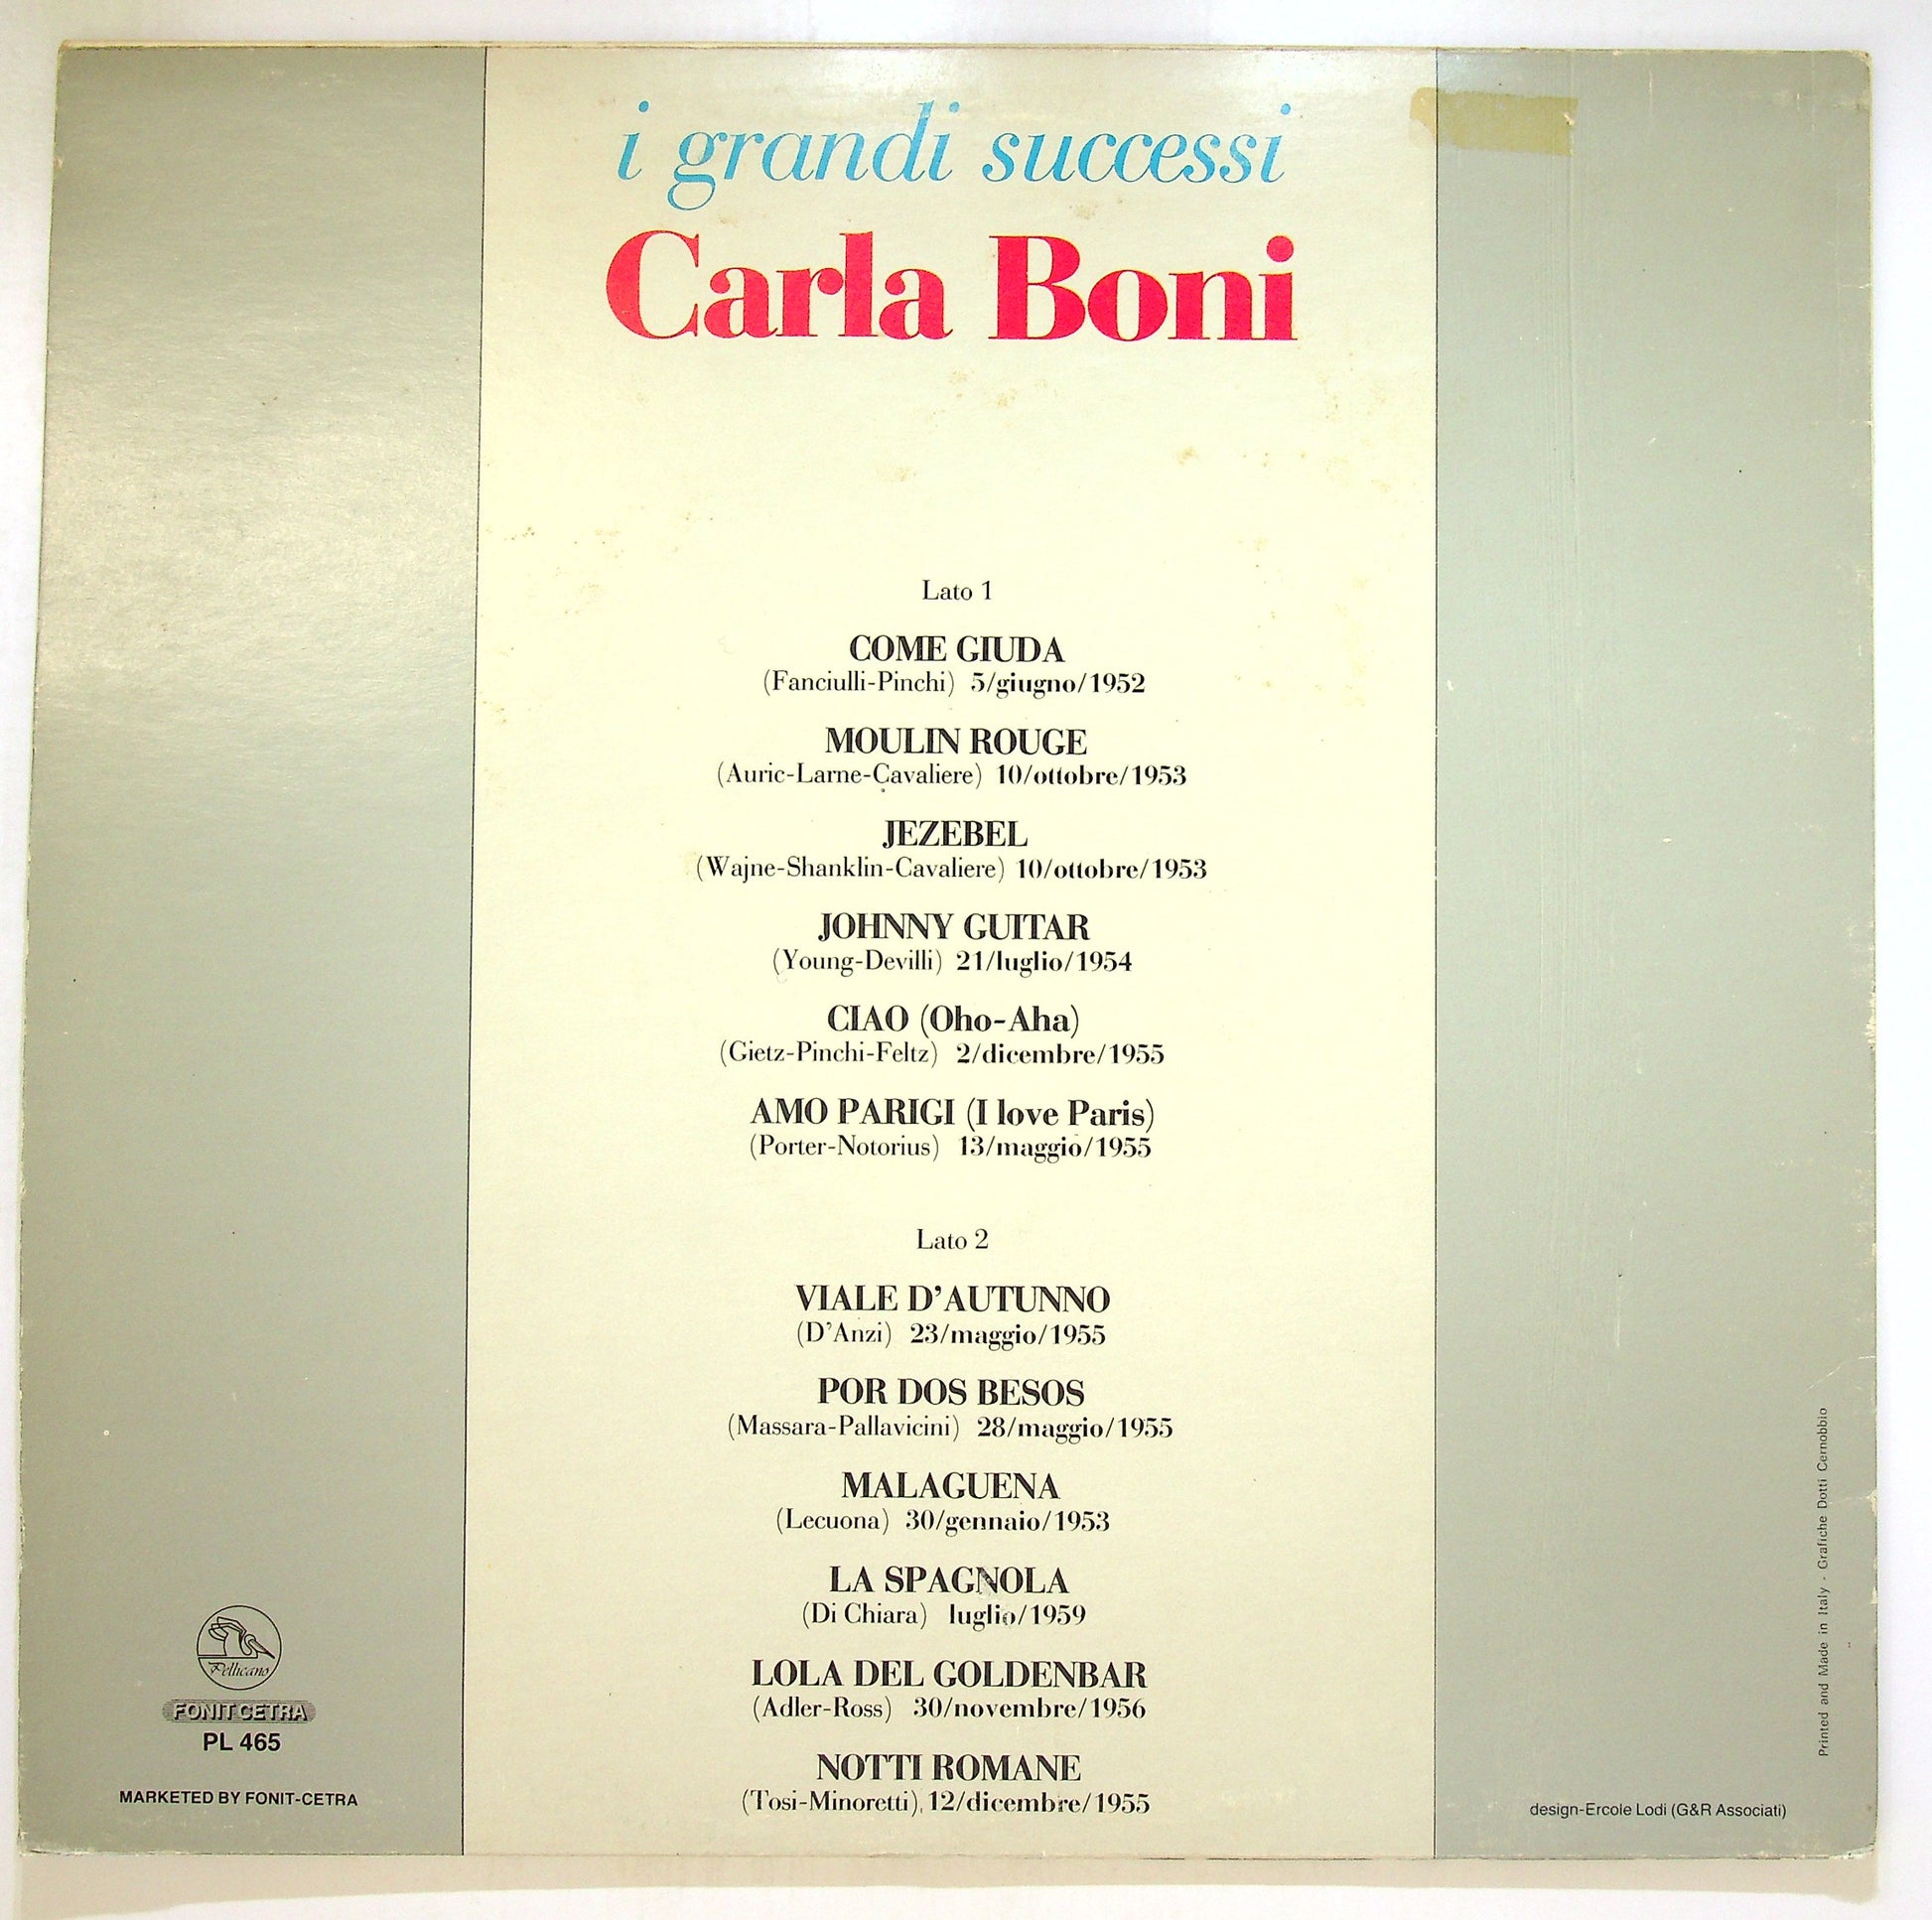 i grandi successi
Carla Boni
Lato 1
COME GIUDA
(Fanciulli-Pinchi) 5/giugno/1952
MOULIN ROUGE
(Auric-Larne-Cavaliere) 10/ottobre/1953
JEZEBEL
(Wajne-Shanklin-Cavaliere) 10/ottobre/1953
JOHNNY GUITAR
(Young-Devilli) 21/luglio/1954
CIAO (Oho-Aha)
(Gietz-Pinchi-Feltz) 2/dicembre/1955
AMO PARIGI (I love Paris)
(Porter-Notorius) 13/maggio/1955
Lato 2
VIALE D'AUTUNNO
(D'Anzi) 23/maggio/1955
POR DOS BESOS
(Massara-Pallavicini) 28/maggio/1955
MALAGUENA
(Lecuona) 30/gennaio/1953
LA SPAGNOLA
(Di Chiara) luglio/1959
LOLA DEL GOLDENBAR
(Adler-Ross) 30/novembre/1956
NOTTI ROMANE
(Tosi-Minoretti), 12/dicembre/1955
Pellicano
FONIT CETRA
PL 465
MARKETED BY FONIT-CETRA
Printed and Made in Italy - Grafiche Dotti Cernobbio
design-Ercole Lodi (G&R Associati)